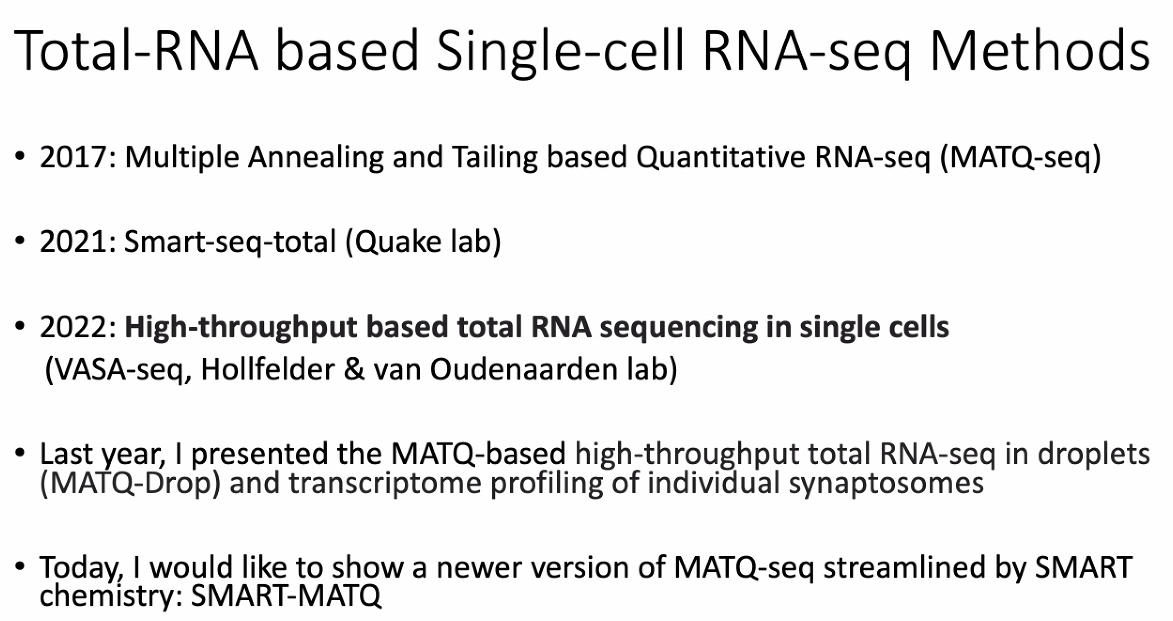 Total-RNA based Single-cell RNA-seq Methods
• 2017: Multiple Annealing and Tailing based Quantitative RNA-seq (MATQ-seq)
• 2021: Smart-seq-total (Quake lab)
• 2022: High-throughput based total RNA sequencing in single cells
(VASA-seq, Hollfelder & van Oudenaarden lab)
• Last year, I presented the MATQ-based high-throughput total RNA-seq in droplets
(MATQ-Drop) and transcriptome profiling of individual synaptosomes
• Today, I would like to show a newer version of MATQ-seq streamlined by SMART
chemistry: SMART-MATQ